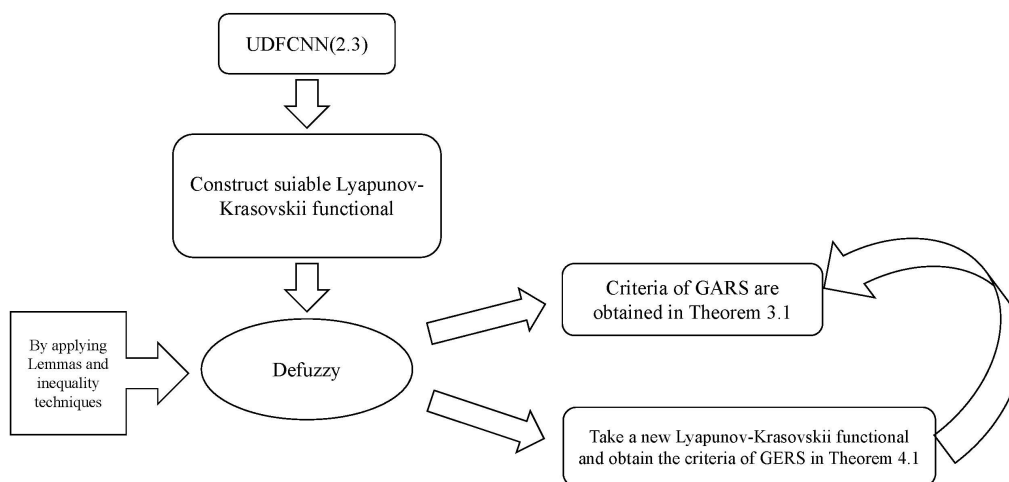 UDFCNN(2.3)
Construct suiable Lyapunov-
Krasovskii functional
By applying
Lemmas and
inequality
techniques
Defuzzy
Criteria of GARS are
obtained in Theorem 3.1
Take a new Lyapunov-Krasovskii functional
and obtain the criteria of GERS in Theorem 4.1